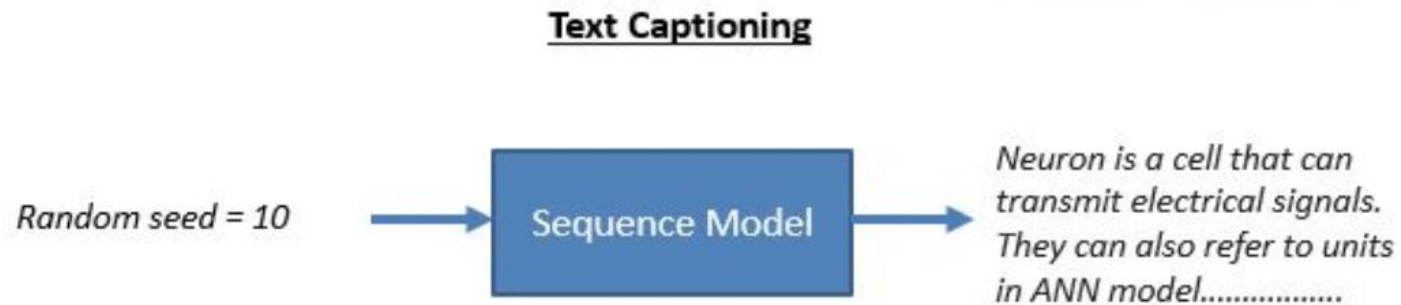 Text Captioning
Random seed = 10
Sequence Model
Neuron is a cell that can
transmit electrical signals.
They can also refer to units
in ANN model.................